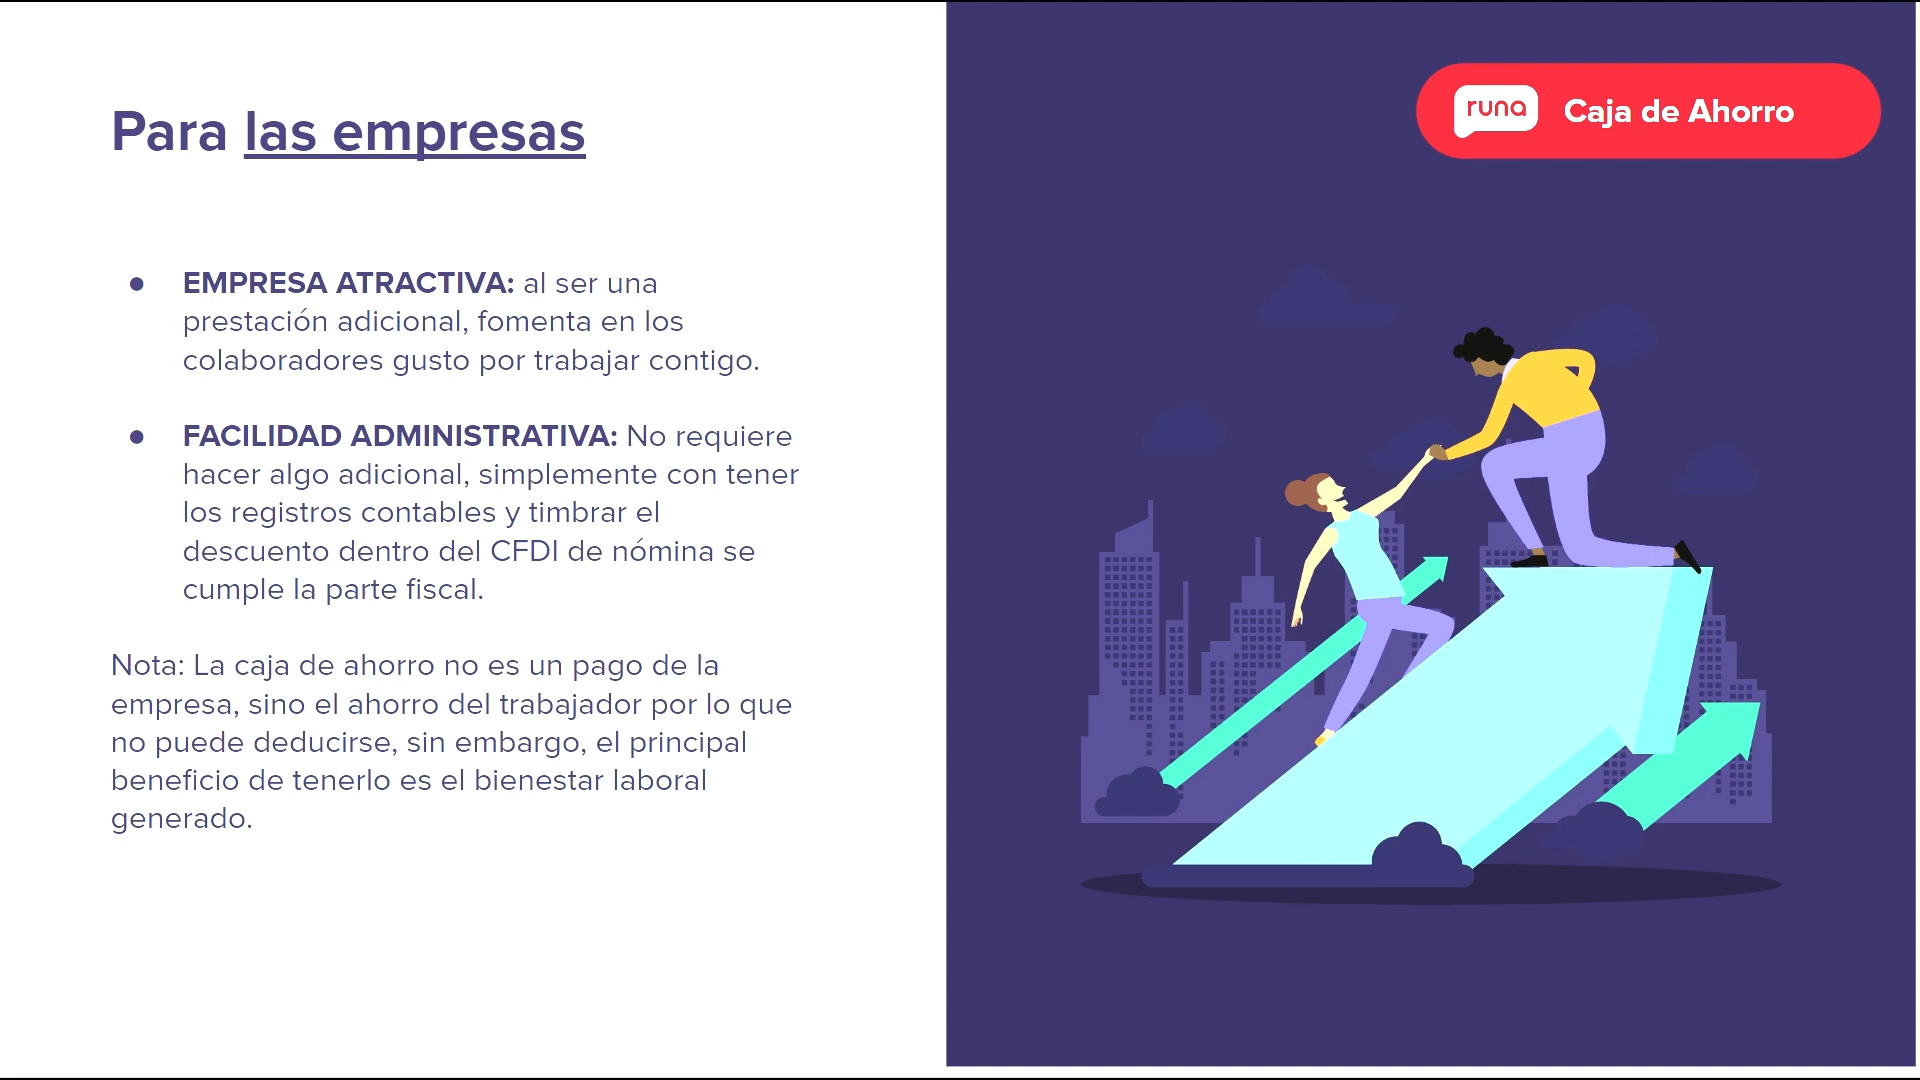 Para las empresas
runa Caja de Ahorro
● EMPRESA ATRACTIVA: al ser una
prestación adicional, fomenta en los
colaboradores gusto por trabajar contigo.
● FACILIDAD ADMINISTRATIVA: No requiere
hacer algo adicional, simplemente con tener
los registros contables y timbrar el
descuento dentro del CFDI de nómina se
cumple la parte fiscal.
Nota: La caja de ahorro no es un pago de la
empresa, sino el ahorro del trabajador por lo que
no puede deducirse, sin embargo, el principal
beneficio de tenerlo es el bienestar laboral
generado.